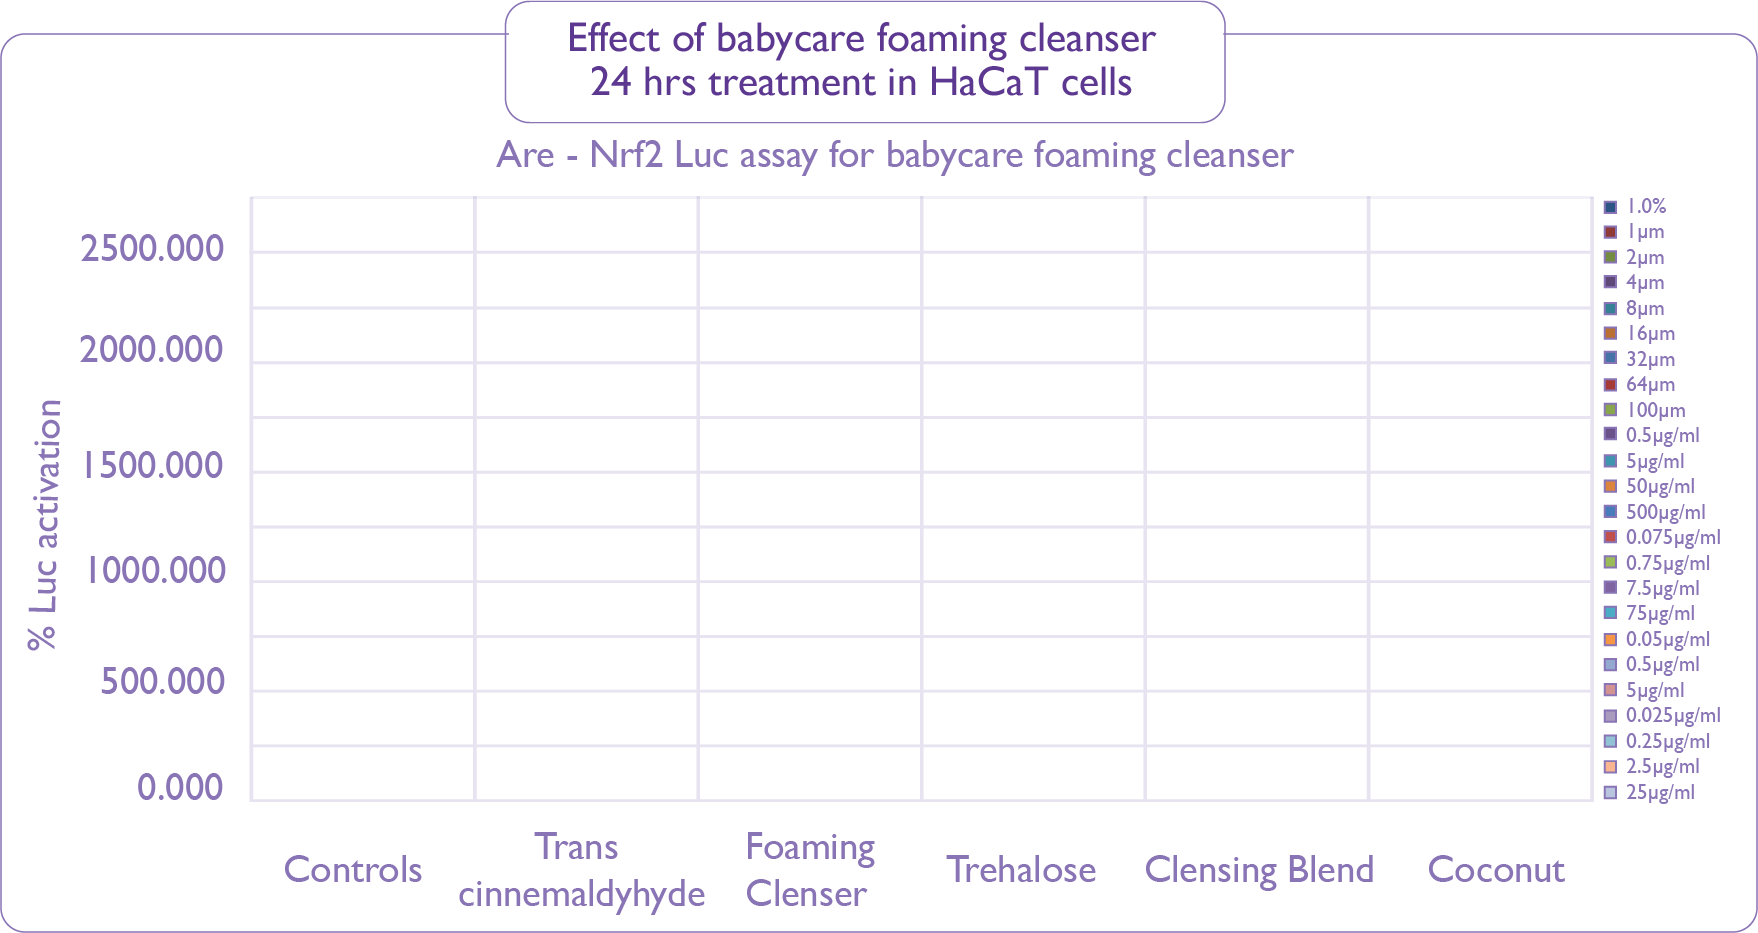 Effect of babycare foaming cleanser
24 hrs treatment in HaCaT cells
Are - Nrf2 Luc assay for babycare foaming cleanser
% Luc activation
2500.000
2000.000
1500.000
1000.000
500.000
0.000
Controls
Trans
cinnemaldyhyde
Foaming
Clenser
Trehalose
Clensing Blend
Coconut
1.0%
1µm
2µm
4µm
8µm
16µm
32µm
64µm
100µm
0.5µg/ml
5µg/ml
50µg/ml
500µg/ml
0.075µg/ml
0.75µg/ml
7.5µg/ml
75µg/ml
0.05µg/ml
0.5µg/ml
5µg/ml
0.025µg/ml
0.25µg/ml
2.5µg/ml
25µg/ml